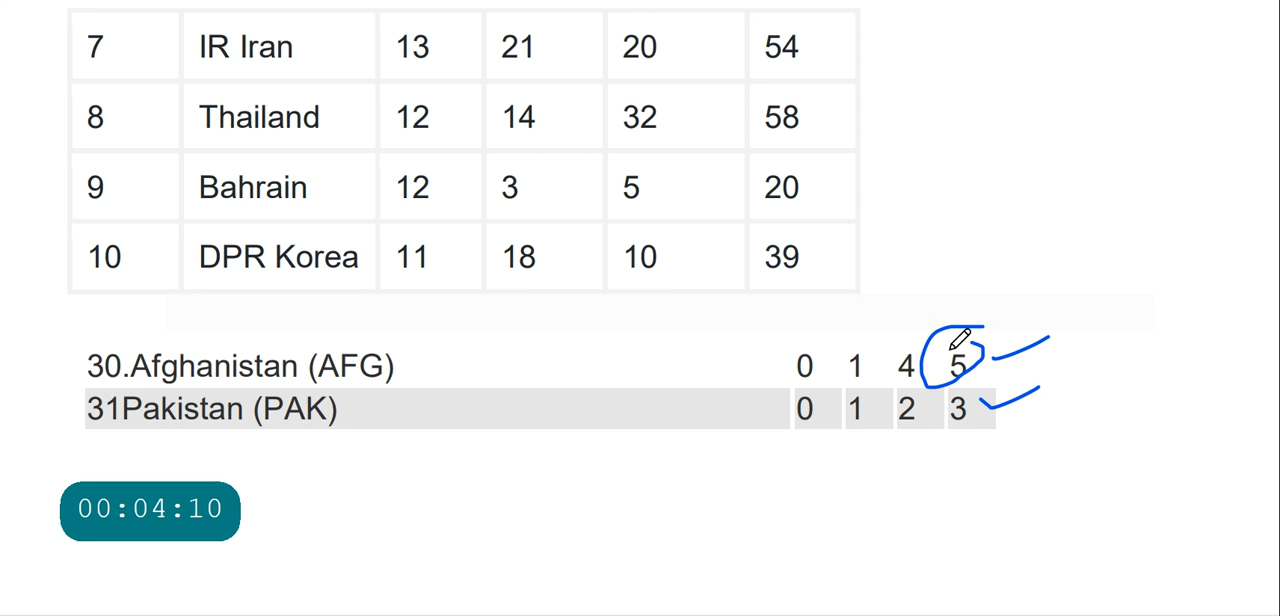 7 IR Iran 13 21 20 54
8 Thailand 12 14 32 58
9 Bahrain 12 3 5 20
10 DPR Korea 11 18 10 39
30.Afghanistan (AFG) 0 1 4 5
31Pakistan (PAK) 0 1 2 3
00:04:10